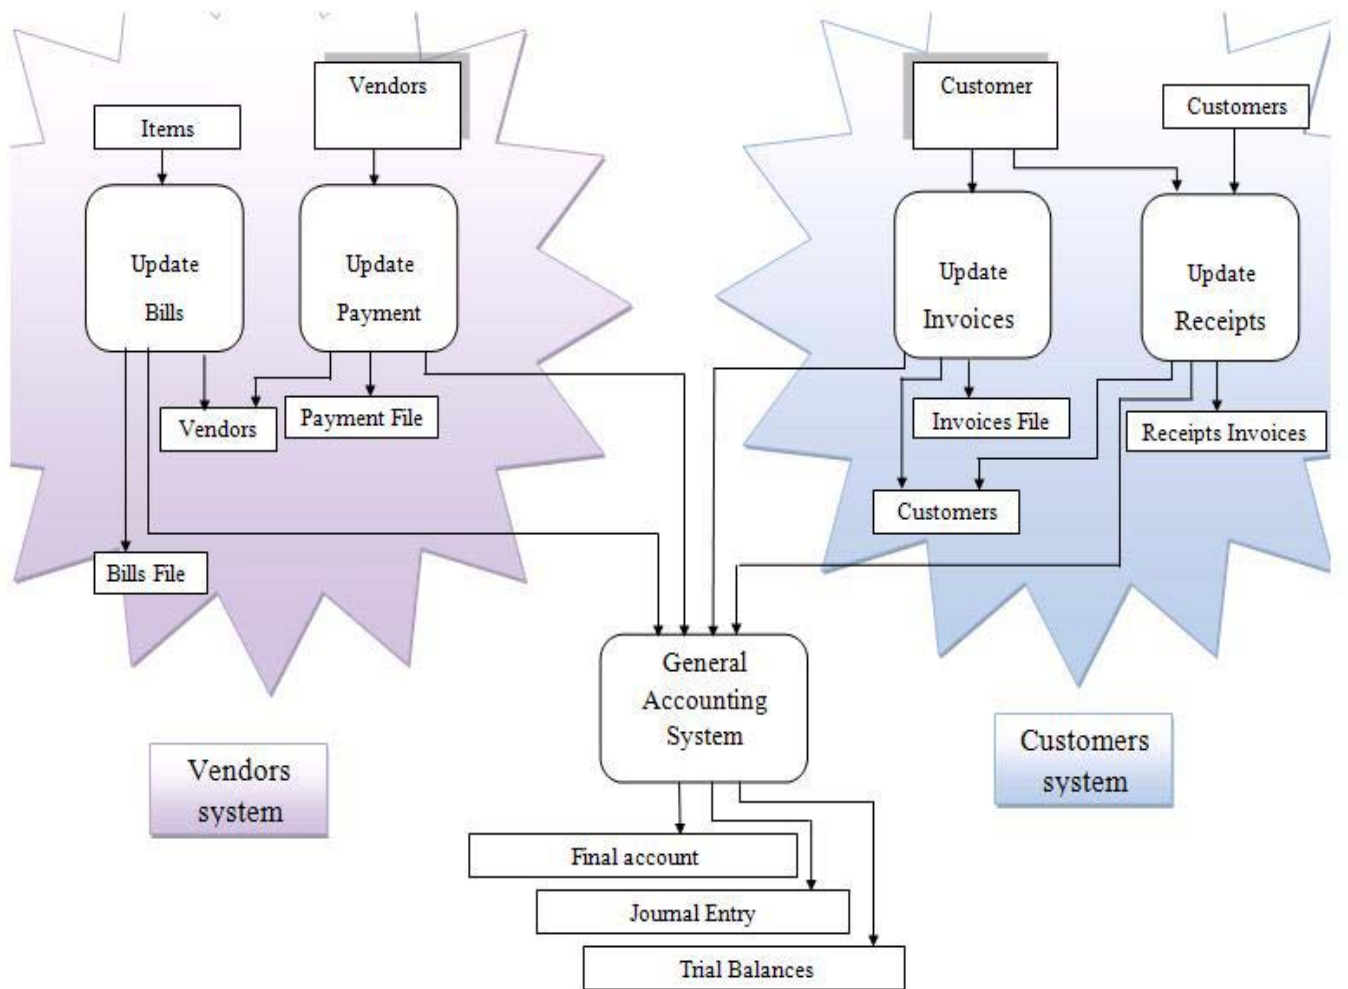 Vendors
Customer
Items
Customers
Update
Bills
Update
Payment
Update
Invoices
Update
Receipts
Vendors
Payment File
Invoices File
Receipts Invoices
Customers
Bills File
General
Accounting
System
Vendors
system
Customers
system
Final account
Journal Entry
Trial Balances